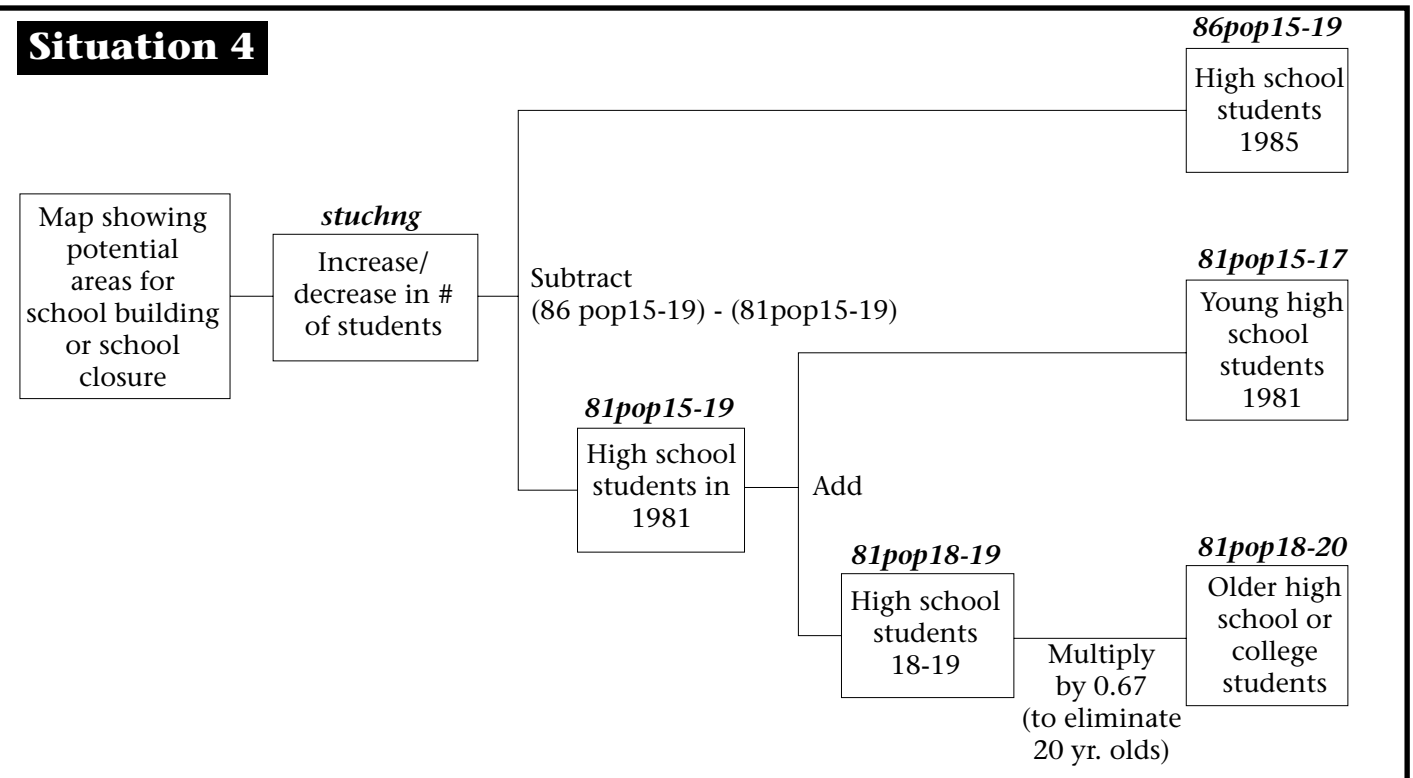 Situation 4
86pop15-19
High school
students
1985
Map showing
potential
areas for
school building
or school
closure
stuchng
Increase/
decrease in #
of students
Subtract
(86 pop15-19) - (81pop15-19)
81pop15-17
Young high
school
students
1981
81pop15-19
High school
students in
1981
Add
81pop18-19
High school
students
18-19
Multiply
by 0.67
(to eliminate
20 yr. olds)
81pop18-20
Older high
school or
college
students